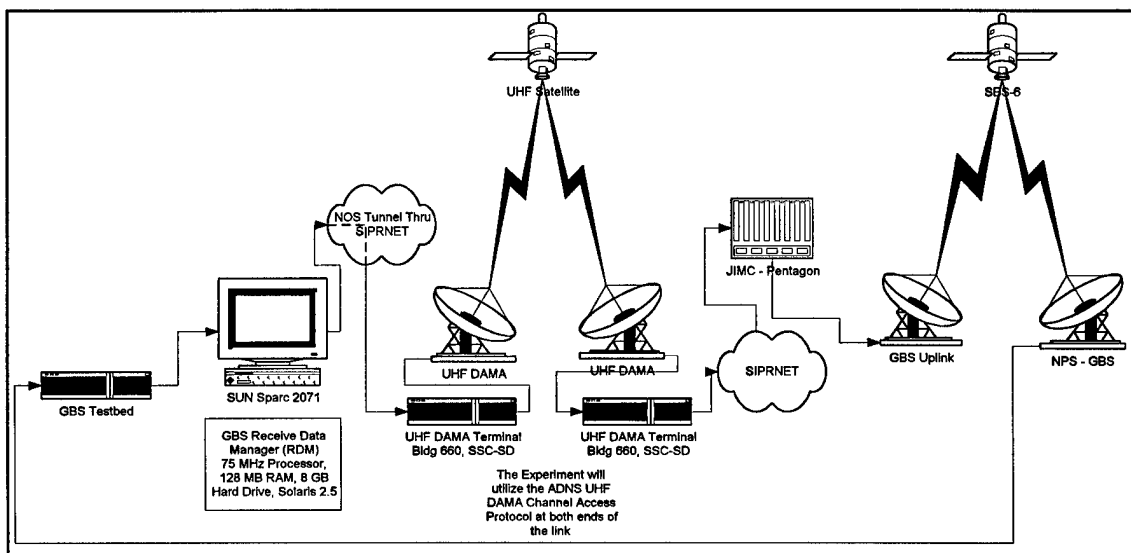 UHF Satellite
SBS-6
NOS Tunnel Thru
SIPRNET
JIMC - Pentagon
GBS Testbed
SUN Sparc 2071
GBS Receive Data
Manager (RDM)
75 MHz Processor,
128 MB RAM, 8 GB
Hard Drive, Solaris 2.5
UHF DAMA
UHF DAMA
SIPRNET
GBS Uplink
NPS - GBS
UHF DAMA Terminal
Bldg 660, SSC-SD
UHF DAMA Terminal
Bldg 660, SSC-SD
The Experiment will
utilize the ADNS UHF
DAMA Channel Access
Protocol at both ends of
the link